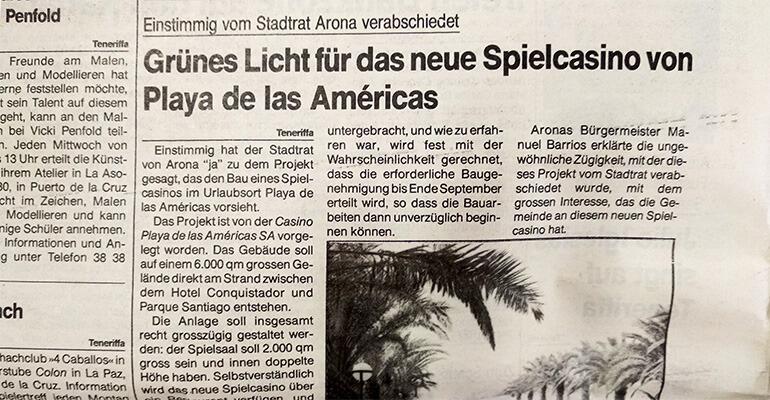 Penfold
Teneriffa
Freunde am Malen,
en und Modellieren hat
erne feststellen möchte,
t sein Talent auf diesem
geht, kann an den Mal-
n bei Vicki Penfold teil-
n. Jeden Mittwoch von
s 13 Uhr erteilt die Künst-
ihrem Atelier in La Aso-
30, in Puerto de la Cruz
cht im Zeichen, Malen
Modellieren und kann
nige Schüler annehmen.
e Informationen und An-
g unter Telefon 38 38
ach
Teneriffa
hachclub »4 Caballos« in
rstube Colon in La Paz,
de la Cruz. Information
Spielertreff jeden Montag
Einstimmig vom Stadtrat Arona verabschiedet
Grünes Licht für das neue Spielcasino von
Playa de las Américas
Teneriffa
Einstimmig hat der Stadtrat
von Arona "ja" zu dem Projekt
gesagt, das den Bau eines Spiel-
casinos im Urlaubsort Playa de
las Américas vorsieht.
Das Projekt ist von der Casino
Playa de las Américas SA vorge-
legt worden. Das Gebäude soll
auf einem 6.000 qm grossen Ge-
lände direkt am Strand zwischen
dem Hotel Conquistador und
Parque Santiago entstehen.
Die Anlage soll insgesamt
recht grosszügig gestaltet wer-
den: der Spielsaal soll 2.000 qm
gross sein und innen doppelte
Höhe haben. Selbstverständlich
wird das neue Spielcasino über
ein Restaurant verfügen, und
untergebracht, und wie zu erfah-
ren war, wird fest mit der
Wahrscheinlichkeit gerechnet,
dass die erforderliche Bauge-
nehmigung bis Ende September
erteilt wird, so dass die Bauar-
beiten dann unverzüglich begin-
nen können.
Aronas Bürgermeister Ma-
nuel Barrios erklärte die unge-
wöhnliche Zügigkeit, mit der die-
ses Projekt vom Stadtrat verab-
schiedet wurde, mit dem
grossen Interesse, das die Ge-
meinde an diesem neuen Spiel-
casino hat.